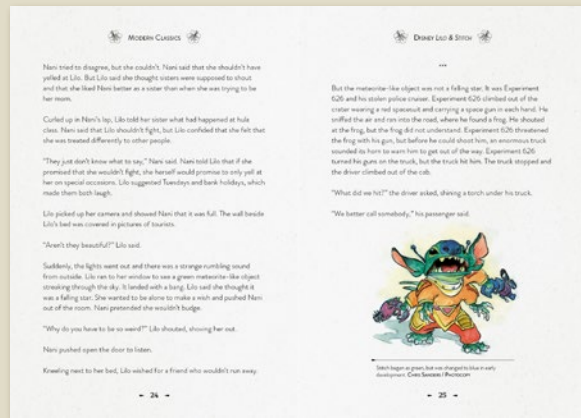 MODERN CLASSICS
Nani tried to disagree, but she couldn't. Nani said that she shouldn't have
yelled at Lilo. But Lilo said she thought sisters were supposed to shout
and that she liked Nani better as a sister than when she was trying to be
her mom.
Curled up in Nani's lap, Lilo told her sister what had happened at hula
class. Nani said that Lilo shouldn't fight, but Lilo confided that she felt that
she was treated differently to other people.
"They just don't know what to say," Nani said. Nani told Lilo that if she
promised that she wouldn't fight, she herself would promise to only yell at
her on special occasions. Lilo suggested Tuesdays and bank holidays, which
made them both laugh.
Lilo picked up her camera and showed Nani that it was full. The wall beside
Lilo's bed was covered in pictures of tourists.
"Aren't they beautiful?" Lilo said.
Suddenly, the lights went out and there was a strange rumbling sound
from outside. Lilo ran to her window to see a green meteorite-like object
streaking through the sky. It landed with a bang. Lilo said she thought it
was a falling star. She wanted to be alone to make a wish and pushed Nani
out of the room. Nani pretended she wouldn't budge.
"Why do you have to be so weird?" Lilo shouted, shoving her out.
Nani pushed open the door to listen.
Kneeling next to her bed, Lilo wished for a friend who wouldn't run away.
24
DISNEY LILO & STITCH
***
But the meteorite-like object was not a falling star. It was Experiment
626 and his stolen police cruiser. Experiment 626 climbed out of the
crater wearing a red spacesuit and carrying a space gun in each hand. He
sniffed the air and ran into the road, where he found a frog. He shouted
at the frog, but the frog did not understand. Experiment 626 threatened
the frog with his gun, but before he could shoot him, an enormous truck
sounded its horn to warn him to get out of the way. Experiment 626
turned his guns on the truck, but the truck hit him. The truck stopped and
the driver climbed out of the cab.
"What did we hit?" the driver asked, shining a torch under his truck.
"We better call somebody," his passenger said.
Stitch began as green, but was changed to blue in early
development. CHRIS SANDERS / PHOTOCOPY
25